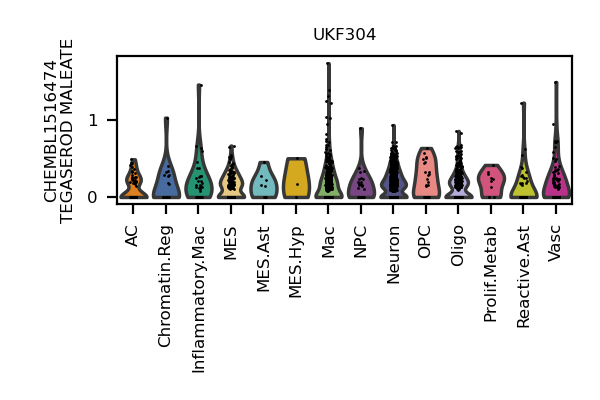 UKF304
CHEMBL1516474
TEGASEROD MALEATE
1
0
AC
Chromatin.Reg
Inflammatory.Mac
MES
MES.Ast
MES.Hyp
Mac
NPC
Neuron
OPC
Oligo
Prolif.Metab
Reactive.Ast
Vasc